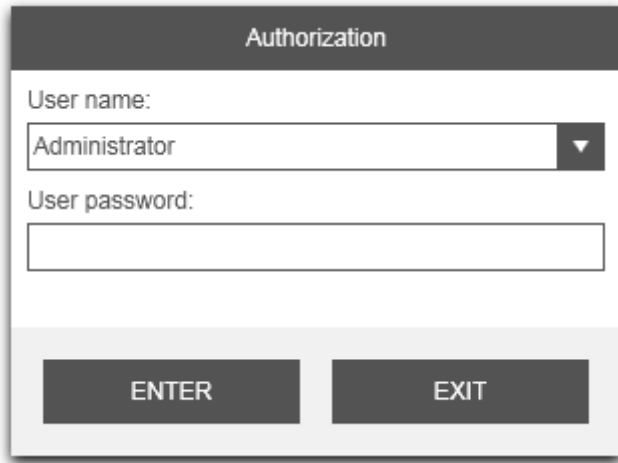 Authorization
User name:
Administrator
User password:
ENTER EXIT